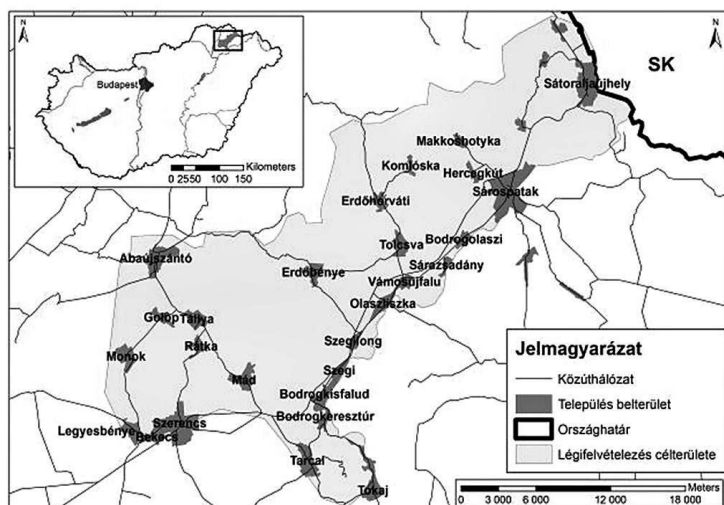 N
Budapest
Kilometers
0 2550 100 150
N
SK
Sátoraljaújhely
Makkoshotyka
Komlóska
Hercegkút
Sárospatak
Erdőhorváti
Bodrogolaszi
Tolcsva
Abaújszántó
Sárazsadány
Erdőbénye
Vámosújfalu
Olaszliszka
Golop
Tállya
Szegilong
Rátka
Monok
Szegi
Mád
Bodrogkisfalud
Bodrogkeresztúr
Legyesbénye
Szerencs
Bekecs
Tarcal
Tokaj
Jelmagyarázat
Közúthálózat
Település belterület
Országhatár
Légifelvételezés célterülete
Meters
0 3 000 6 000 12 000 18 000